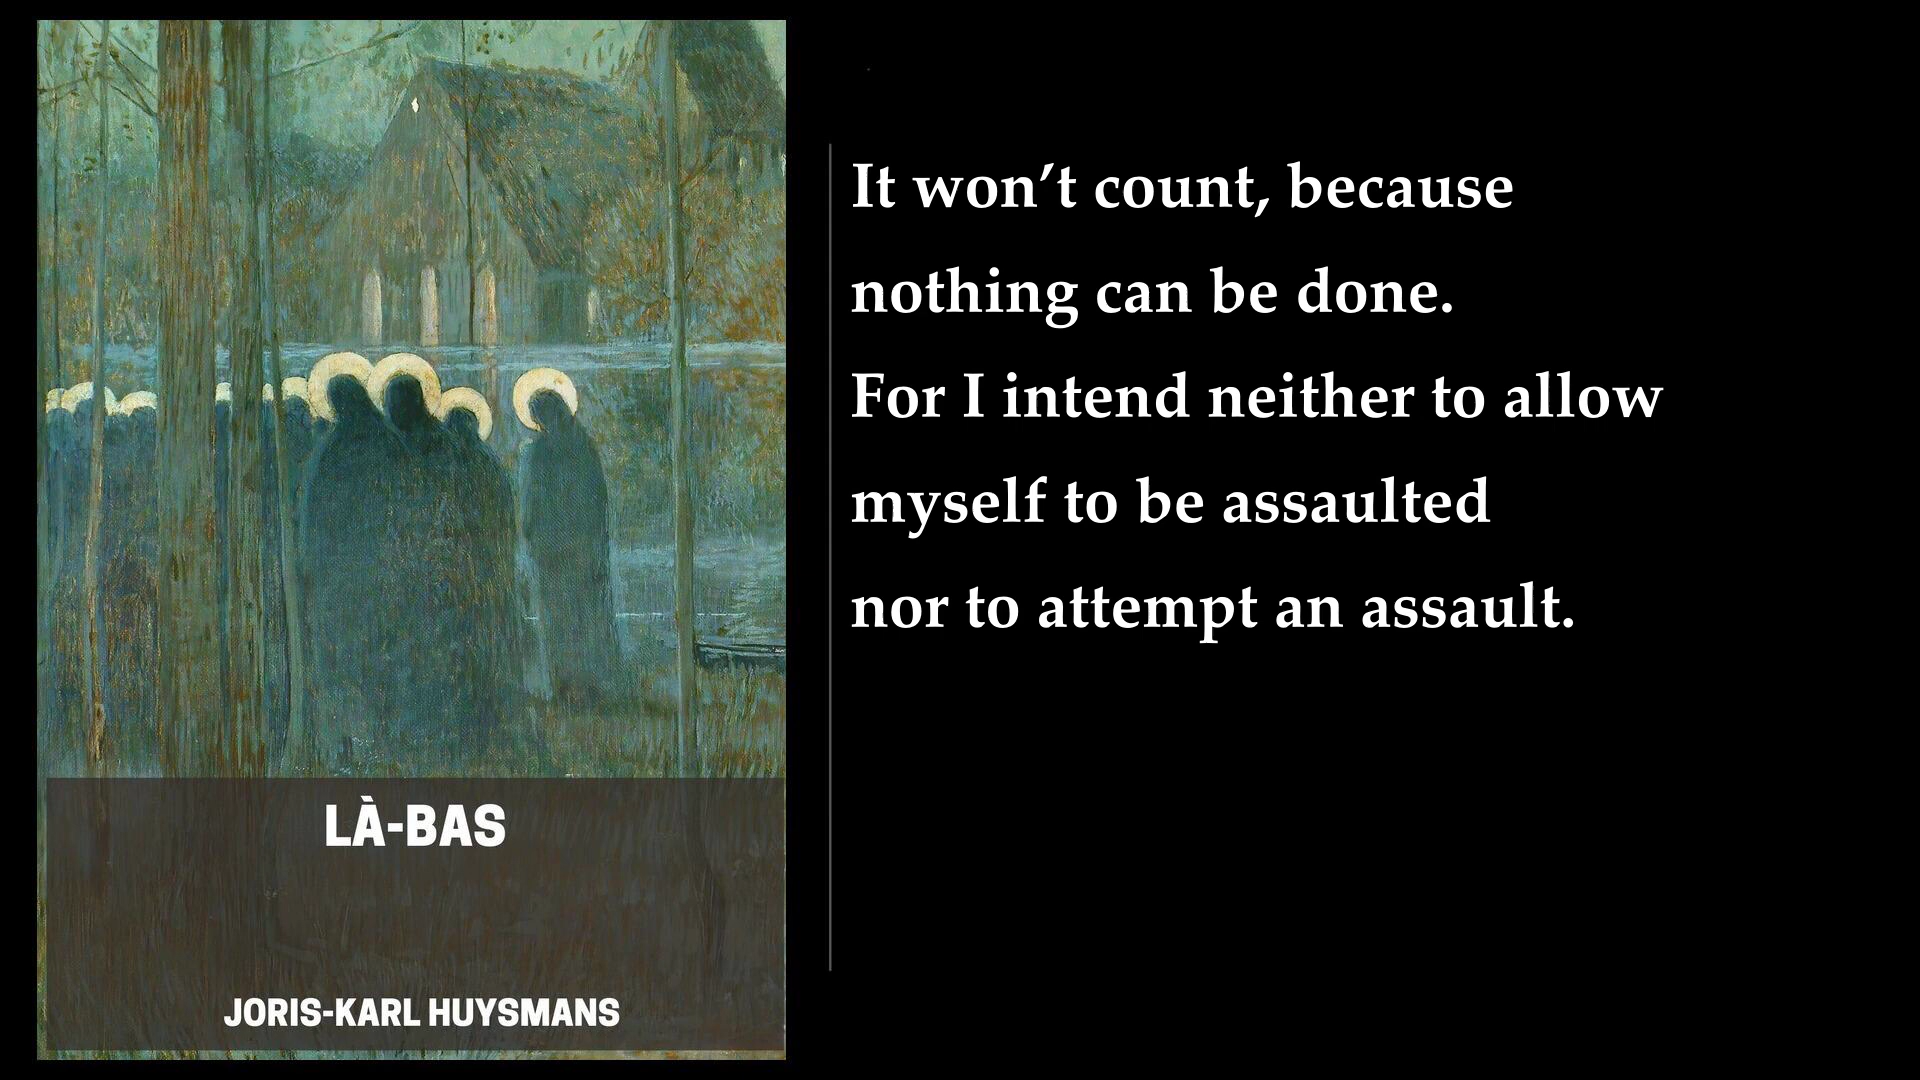 LÀ-BAS
JORIS-KARL HUYSMANS
It won’t count, because
nothing can be done.
For I intend neither to allow
myself to be assaulted
nor to attempt an assault.